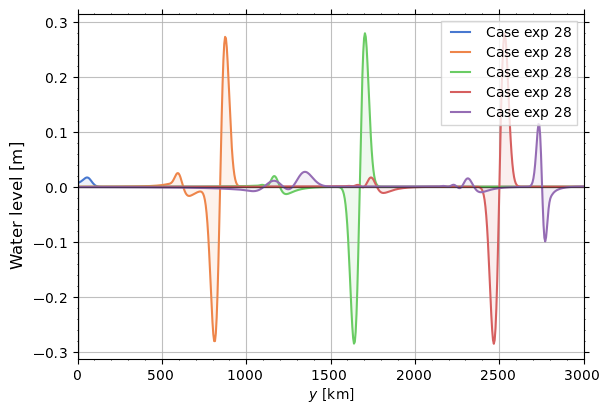 Case exp 28
Case exp 28
Case exp 28
Case exp 28
Case exp 28
Water level [m]
0.3
0.2
0.1
0.0
−0.1
−0.2
−0.3
0 500 1000 1500 2000 2500 3000
y [km]